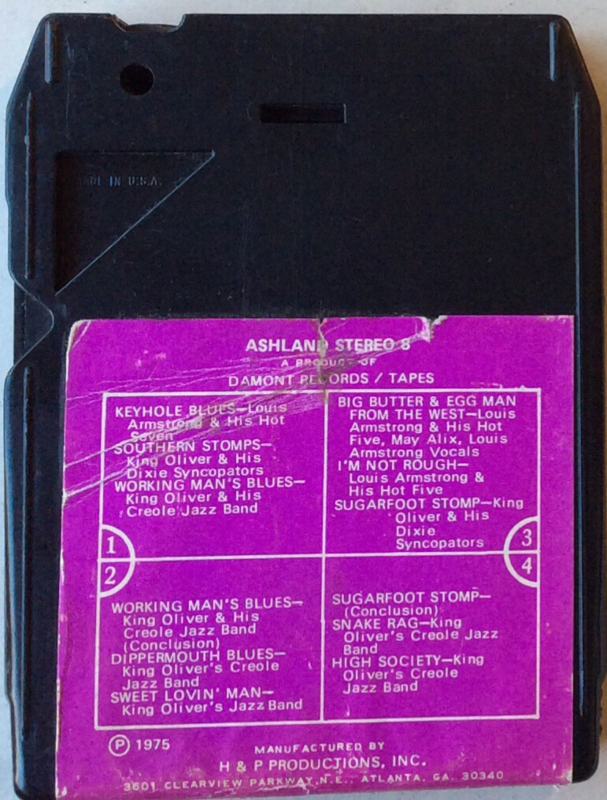 MADE IN U.S.A.
ASHLAND STEREO 8
A PRODUCT OF
DAMONT RECORDS / TAPES
KEYHOLE BLUES—Louis
Armstrong & His Hot
Seven
SOUTHERN STOMPS—
King Oliver & His
Dixie Syncopators
WORKING MAN'S BLUES—
King Oliver & His
Creole Jazz Band
1
2
WORKING MAN'S BLUES—
King Oliver & His
Creole Jazz Band
(Conclusion)
DIPPERMOUTH BLUES—
King Oliver's Creole
Jazz Band
SWEET LOVIN' MAN—
King Oliver's Jazz Band
BIG BUTTER & EGG MAN
FROM THE WEST—Louis
Armstrong & His Hot
Five, May Alix, Louis
Armstrong Vocals
I'M NOT ROUGH—
Louis Armstrong &
His Hot Five
SUGARFOOT STOMP—King
Oliver & His
Dixie
Syncopators
3
4
SUGARFOOT STOMP—
(Conclusion)
SNAKE RAG—King
Oliver's Creole Jazz
Band
HIGH SOCIETY—King
Oliver's Creole
Jazz Band
Ⓟ 1975
MANUFACTURED BY
H & P PRODUCTIONS, INC.
3601 CLEARVIEW PARKWAY, N.E., ATLANTA, GA. 30340